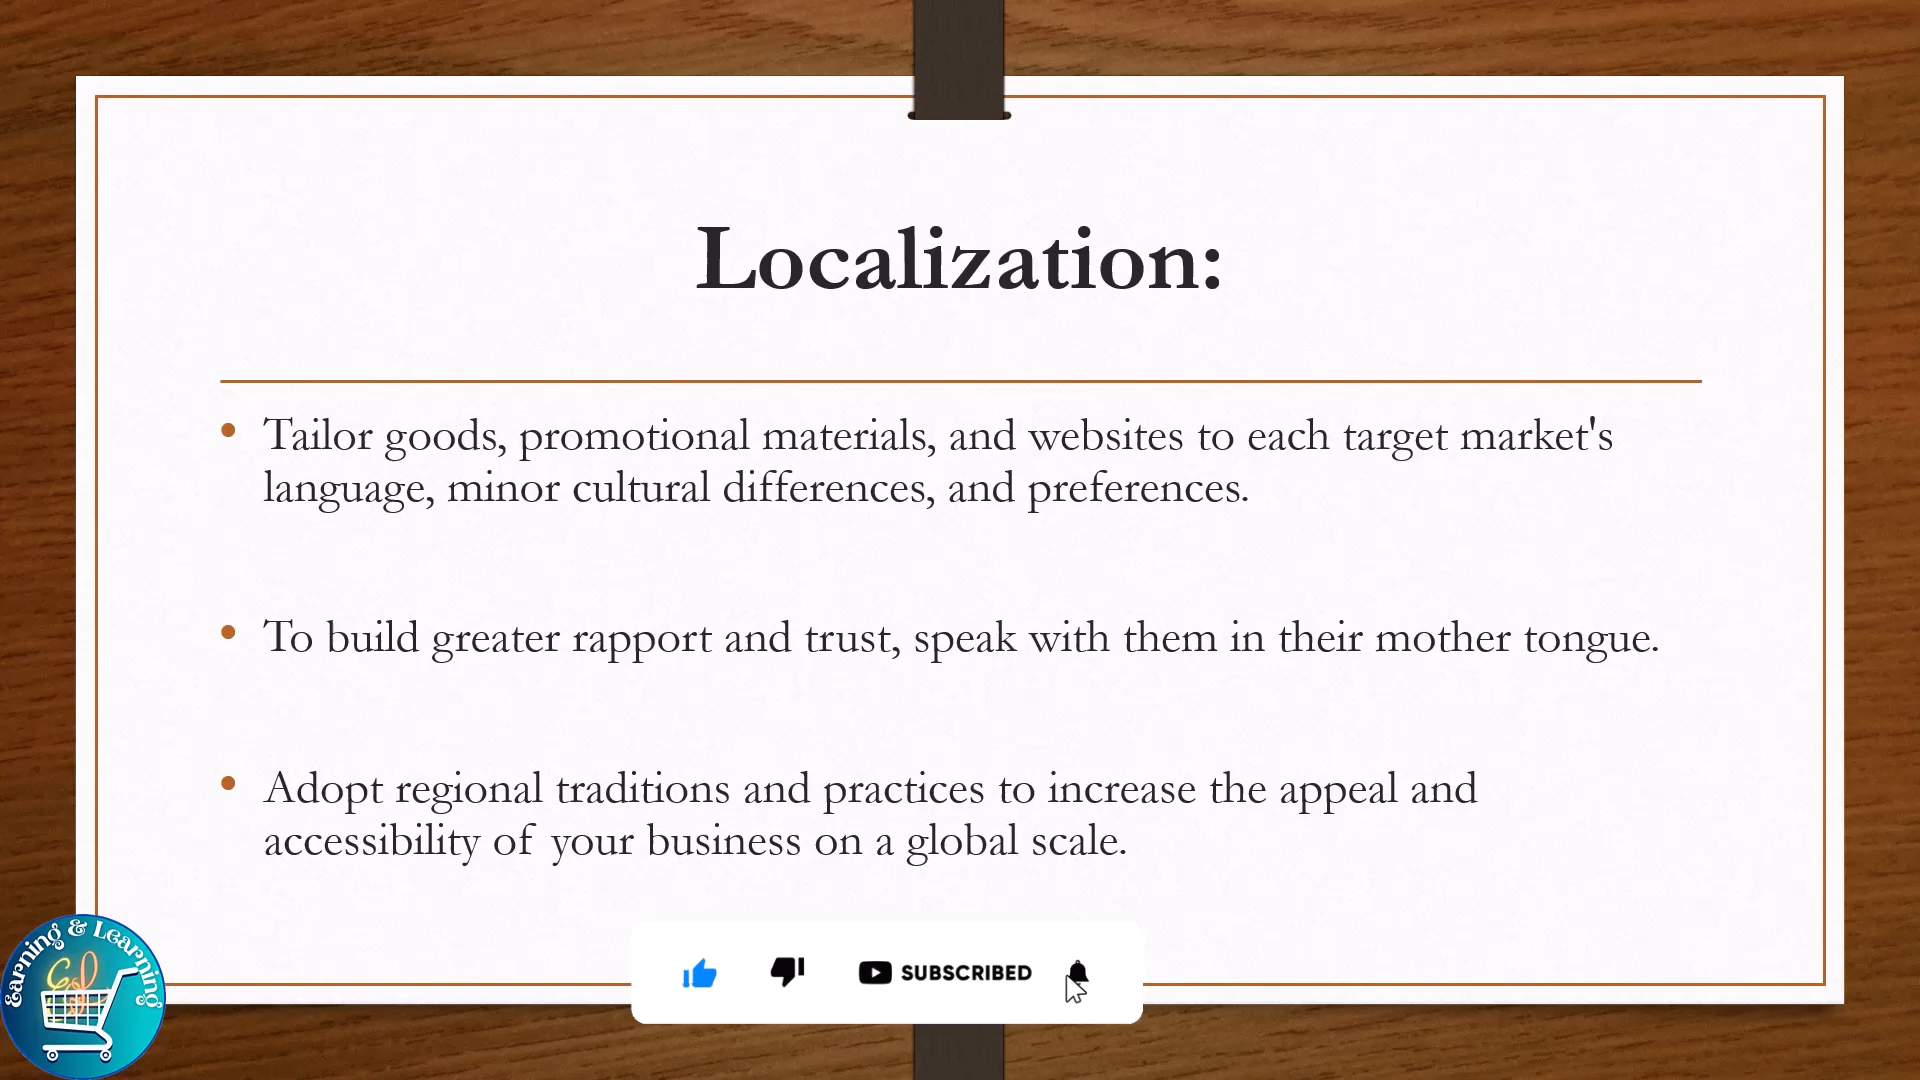 Localization:
• Tailor goods, promotional materials, and websites to each target market's
language, minor cultural differences, and preferences.
• To build greater rapport and trust, speak with them in their mother tongue.
• Adopt regional traditions and practices to increase the appeal and
accessibility of your business on a global scale.
Earning & Learning
SUBSCRIBED